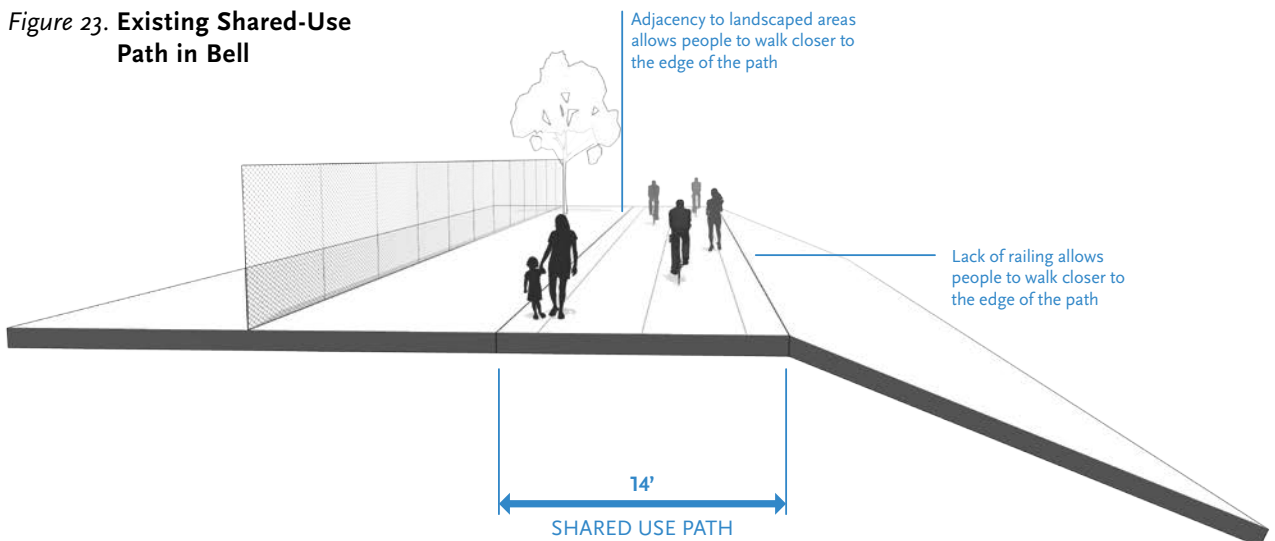 Figure 23. Existing Shared-Use
Path in Bell
Adjacency to landscaped areas
allows people to walk closer to
the edge of the path
Lack of railing allows
people to walk closer to
the edge of the path
14’
SHARED USE PATH